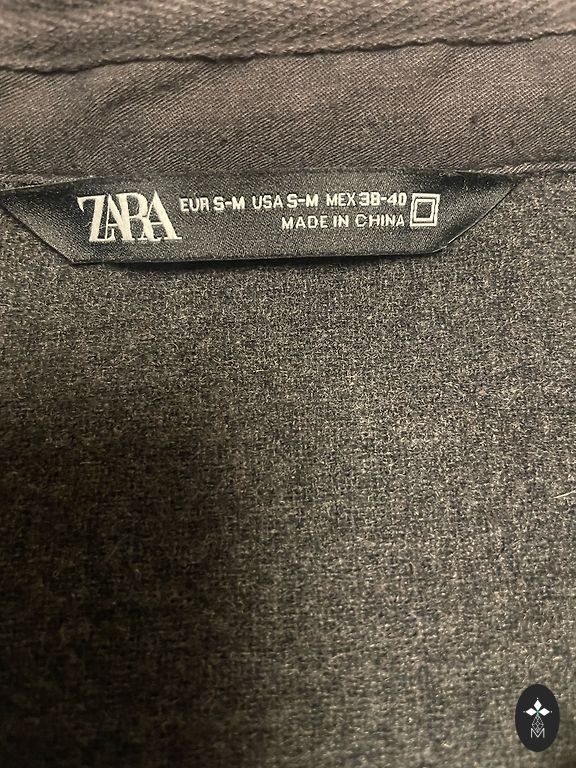 ZARA EUR S-M USA S-M MEX 38-40
MADE IN CHINA
M